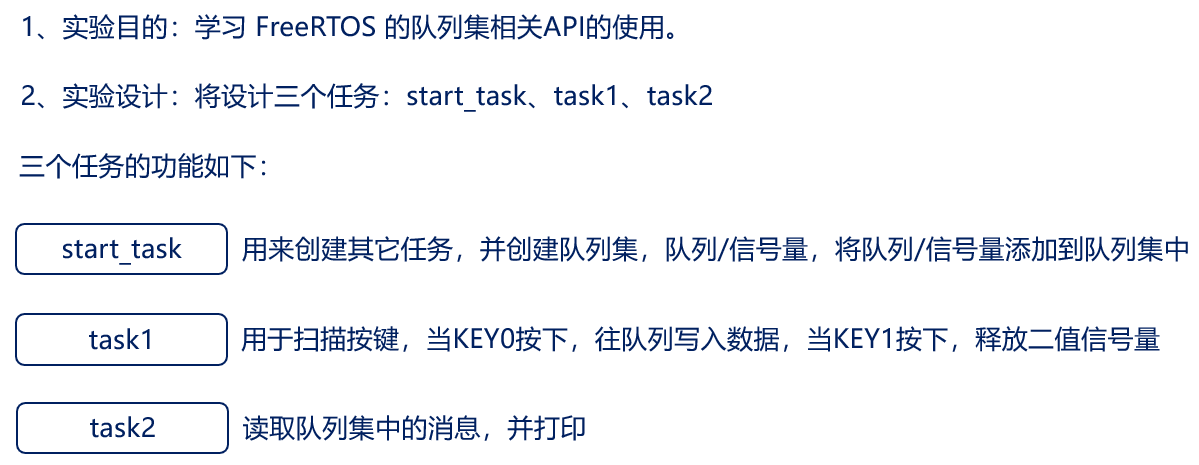 1、实验目的：学习 FreeRTOS 的队列集相关API的使用。
2、实验设计：将设计三个任务：start_task、task1、task2
三个任务的功能如下：
start_task 用来创建其它任务，并创建队列集，队列/信号量，将队列/信号量添加到队列集中
task1 用于扫描按键，当KEY0按下，往队列写入数据，当KEY1按下，释放二值信号量
task2 读取队列集中的消息，并打印